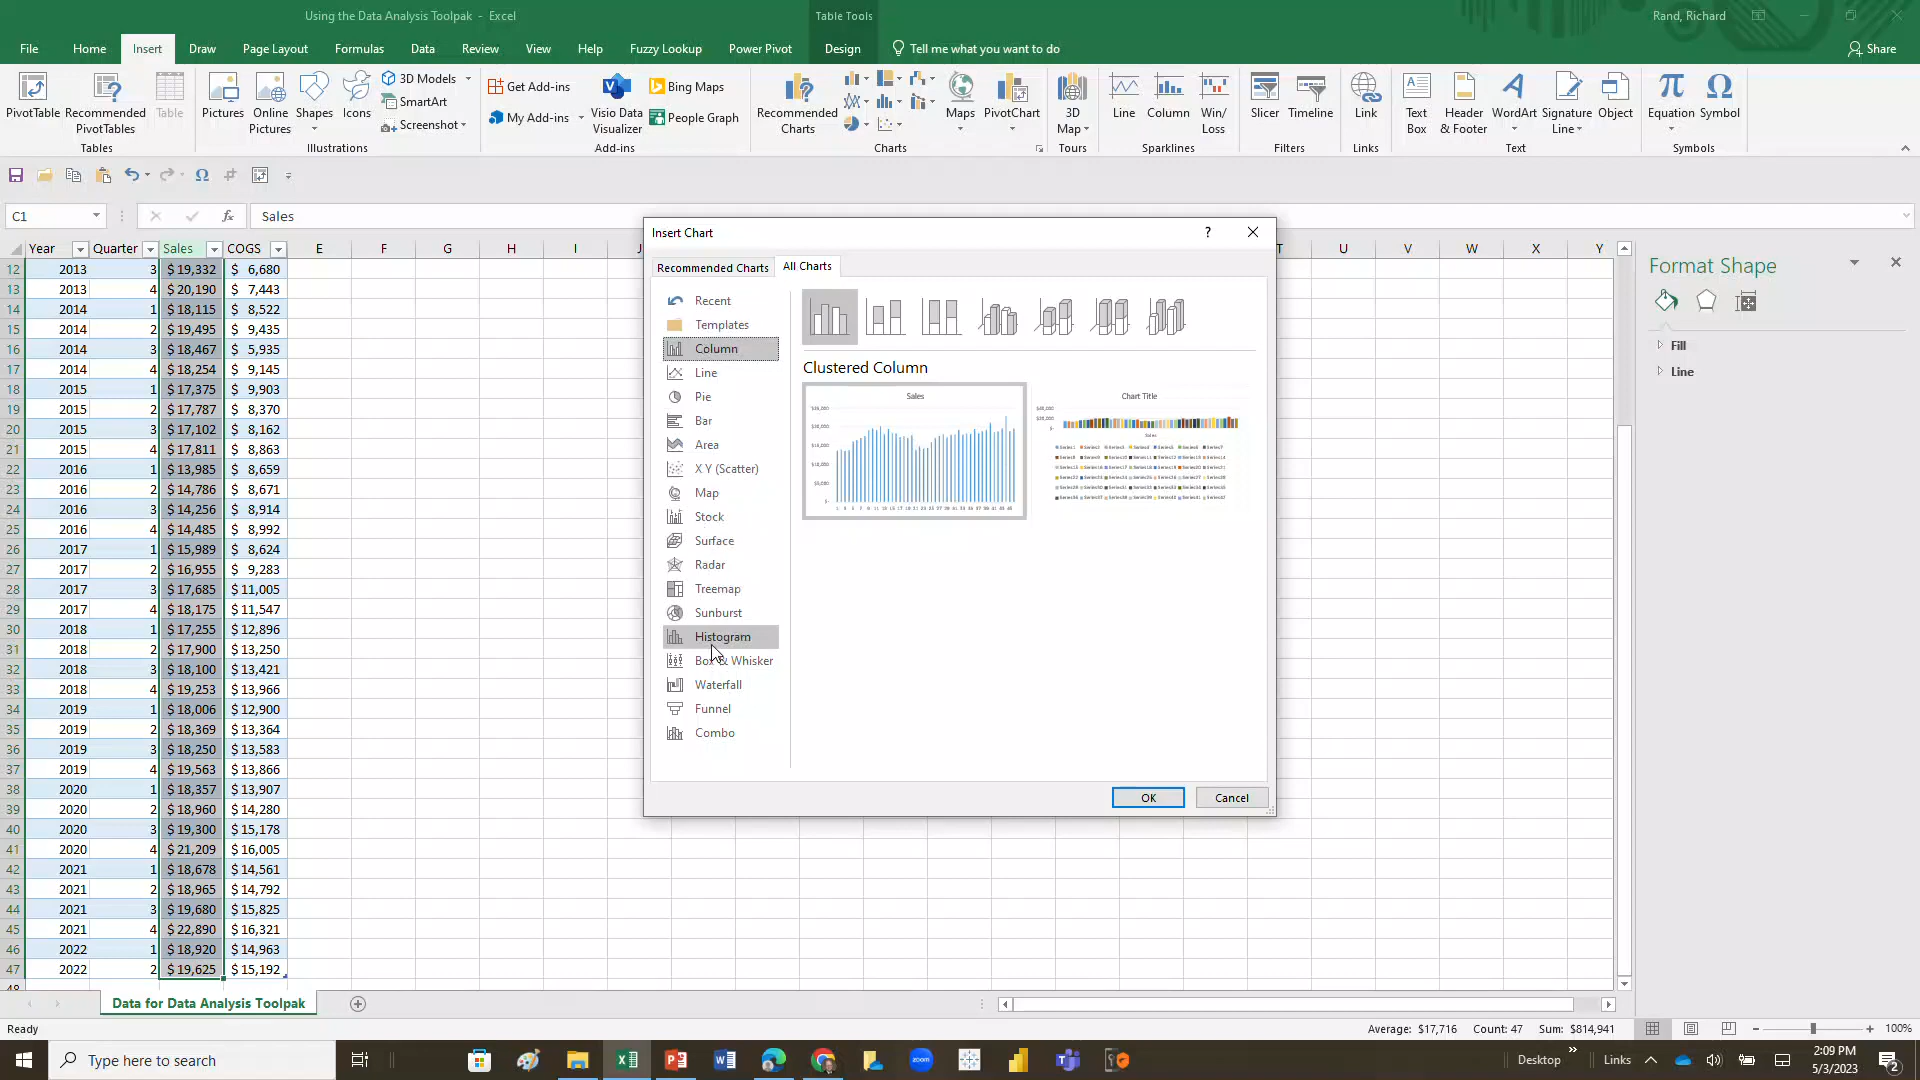 Using the Data Analysis Toolpak - Excel
Table Tools
Rand, Richard
File Home Insert Draw Page Layout Formulas Data Review View Help Fuzzy Lookup Power Pivot Design Tell me what you want to do Share
PivotTable Recommended PivotTables Table
Tables
Pictures Online Pictures Shapes Icons 3D Models SmartArt Screenshot
Illustrations
Get Add-ins My Add-ins Visio Data Visualizer Bing Maps People Graph
Add-ins
Recommended Charts Maps PivotChart
Charts
3D Map
Tours
Line Column Win/ Loss
Sparklines
Slicer Timeline
Filters
Link
Links
Text Box Header & Footer WordArt Signature Line Object
Text
Equation Symbol
Symbols
C1 fx Sales
Year Quarter Sales COGS E F G H I J T U V W X Y
12 2013 3 $19,332 $ 6,680
13 2013 4 $20,190 $ 7,443
14 2014 1 $18,115 $ 8,522
15 2014 2 $19,495 $ 9,435
16 2014 3 $18,467 $ 5,935
17 2014 4 $18,254 $ 9,145
18 2015 1 $17,375 $ 9,903
19 2015 2 $17,787 $ 8,370
20 2015 3 $17,102 $ 8,162
21 2015 4 $17,811 $ 8,863
22 2016 1 $13,985 $ 8,659
23 2016 2 $14,786 $ 8,671
24 2016 3 $14,256 $ 8,914
25 2016 4 $14,485 $ 8,992
26 2017 1 $15,989 $ 8,624
27 2017 2 $16,955 $ 9,283
28 2017 3 $17,685 $11,005
29 2017 4 $18,175 $11,547
30 2018 1 $17,255 $12,896
31 2018 2 $17,900 $13,250
32 2018 3 $18,100 $13,421
33 2018 4 $19,253 $13,966
34 2019 1 $18,006 $12,900
35 2019 2 $18,369 $13,364
36 2019 3 $18,250 $13,583
37 2019 4 $19,563 $13,866
38 2020 1 $18,357 $13,907
39 2020 2 $18,960 $14,280
40 2020 3 $19,300 $15,178
41 2020 4 $21,209 $16,005
42 2021 1 $18,678 $14,561
43 2021 2 $18,965 $14,792
44 2021 3 $19,680 $15,825
45 2021 4 $22,890 $16,321
46 2022 1 $18,920 $14,963
47 2022 2 $19,625 $15,192
48
Insert Chart
?
Recommended Charts All Charts
Recent
Templates
Column
Line
Pie
Bar
Area
X Y (Scatter)
Map
Stock
Surface
Radar
Treemap
Sunburst
Histogram
Box & Whisker
Waterfall
Funnel
Combo
Clustered Column
Sales
Chart Title
Sales
OK Cancel
Format Shape
Fill
Line
Data for Data Analysis Toolpak
Ready Average: $17,716 Count: 47 Sum: $814,941 100%
Type here to search
zoom
Desktop
Links
2:09 PM
5/3/2023
2